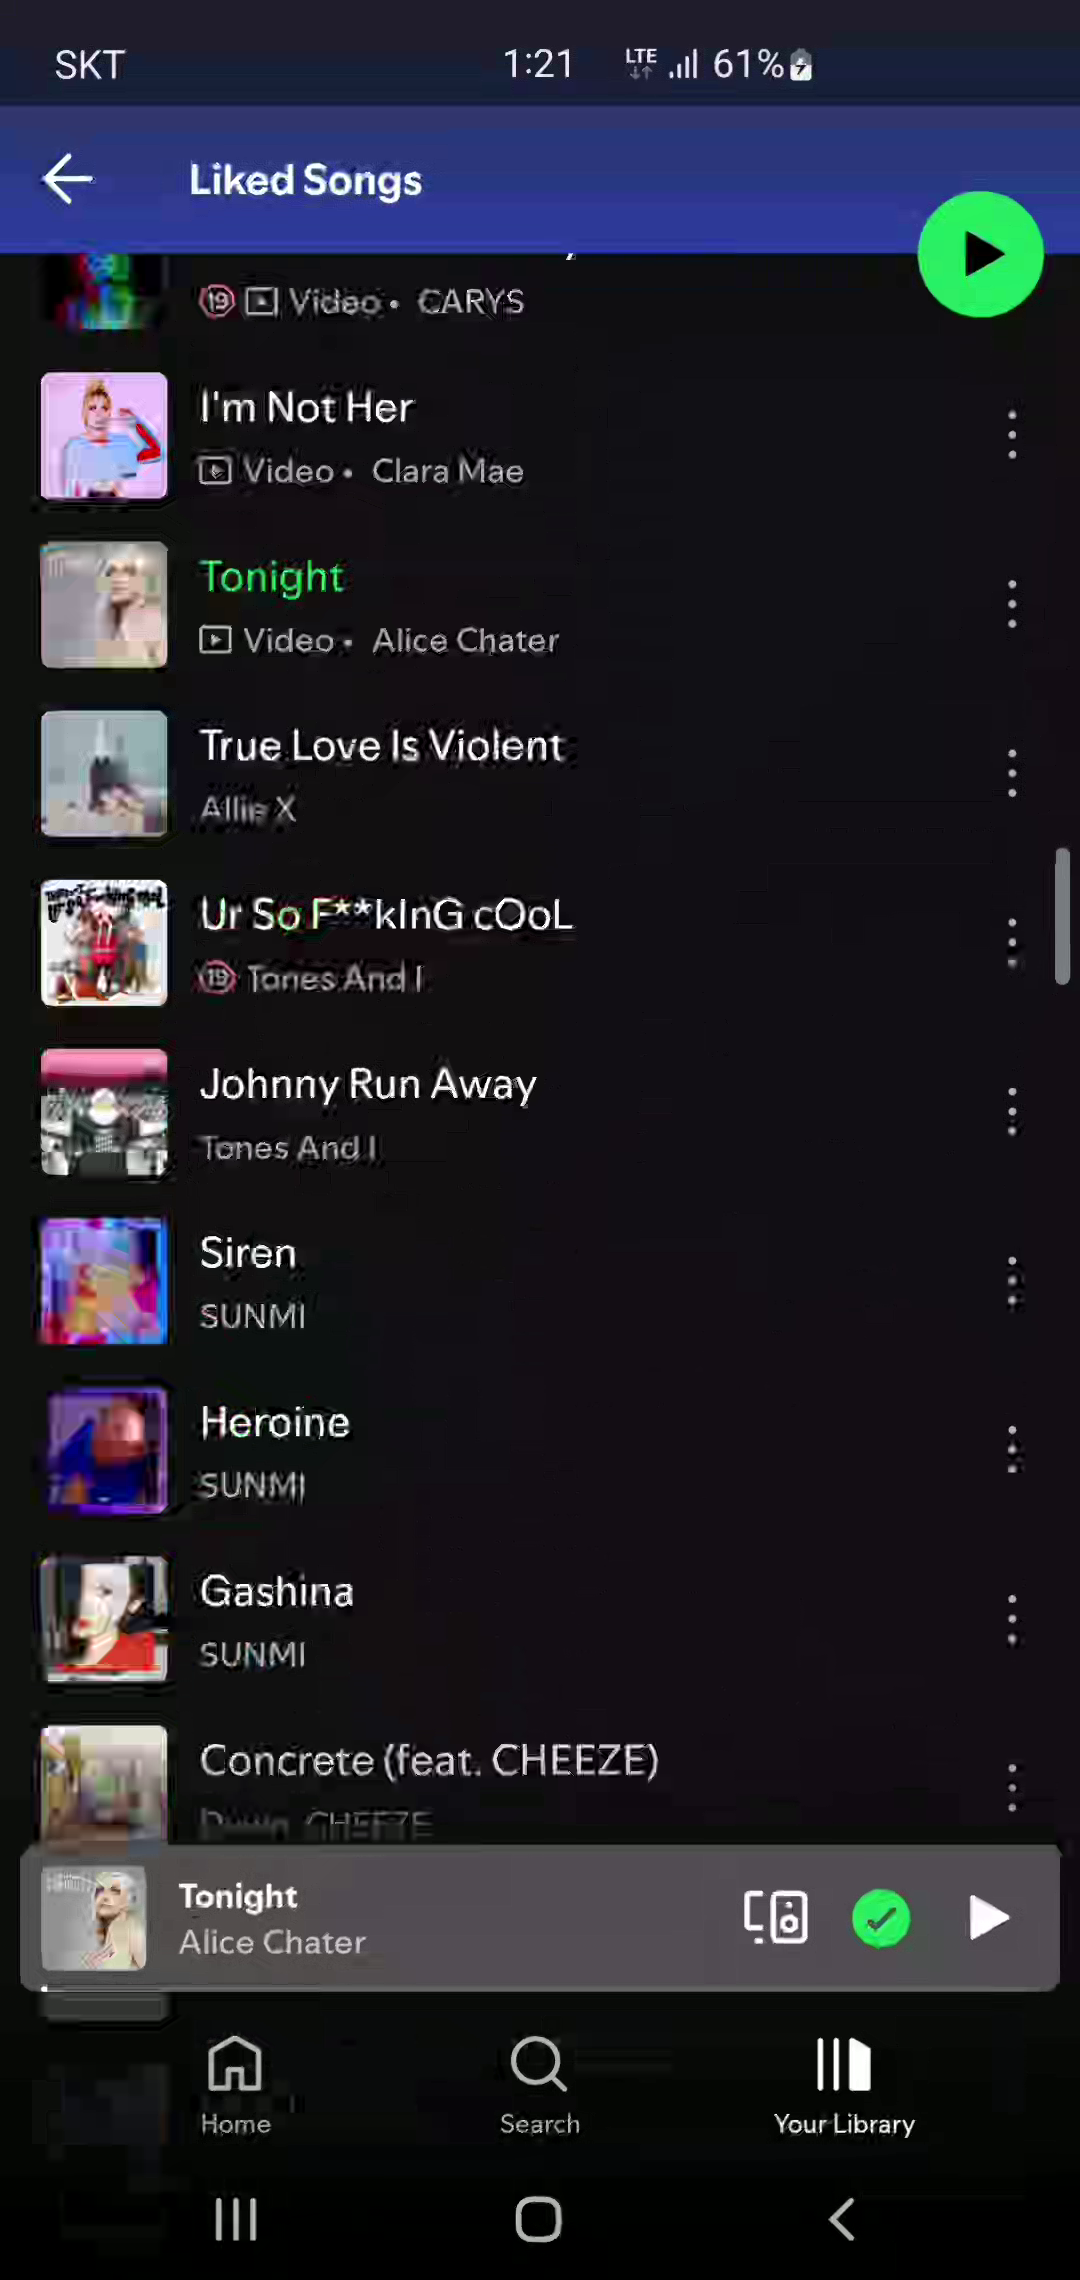 SKT 1:21 LTE 61%
Liked Songs
19 Video • CARYS
I'm Not Her
Video • Clara Mae
Tonight
Video • Alice Chater
True Love Is Violent
Allie X
Ur So F**kInG cOoL
19 Tones And I
Johnny Run Away
Tones And I
Siren
SUNMI
Heroine
SUNMI
Gashina
SUNMI
Concrete (feat. CHEEZE)
CHEEZE
Tonight
Alice Chater
Home Search Your Library